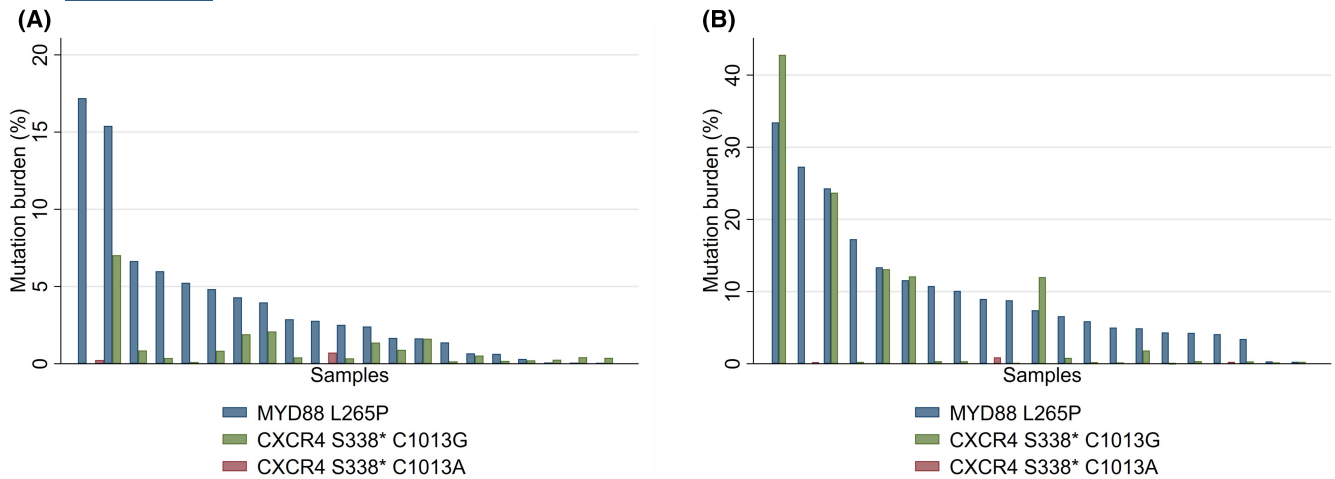 (A)
Mutation burden (%)
20
15
10
5
0
Samples
MYD88 L265P
CXCR4 S338* C1013G
CXCR4 S338* C1013A
(B)
Mutation burden (%)
40
30
20
10
0
Samples
MYD88 L265P
CXCR4 S338* C1013G
CXCR4 S338* C1013A